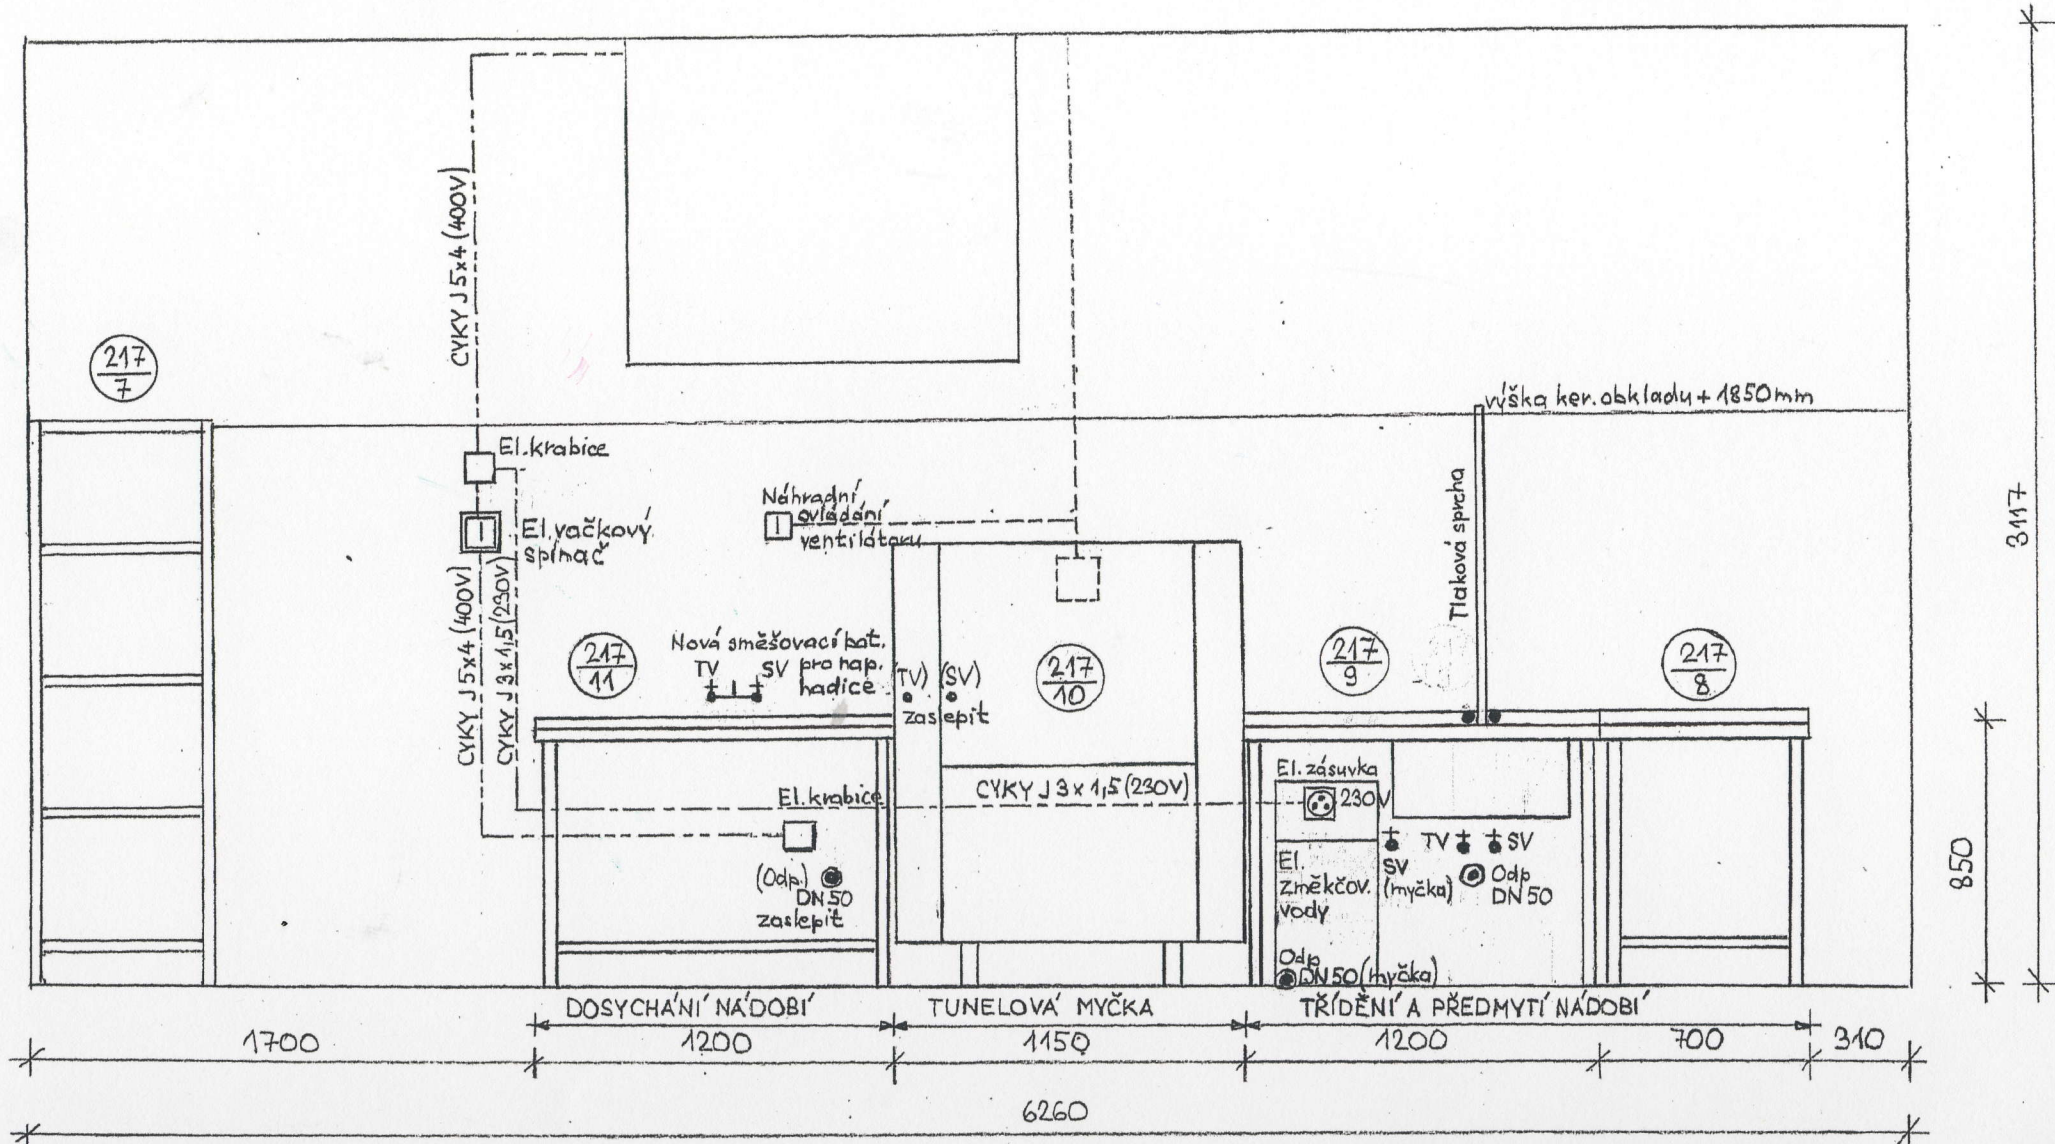 CYKY J 5x4 (400V)
217
7
výška ker. obkladu + 1850mm
El. krabice
El. vačkový
spínač
Náhradní
ovládání
ventilátoru
Tlaková sprcha
3117
CYKY J 5x4 (400V)
CYKY J 3x1,5 (230V)
217
11
Nová směšovací bat.
TV SV pro nap.
hadice
(TV) (SV)
zaslepit
217
10
217
9
217
8
El. krabice
CYKY J 3 x 1,5 (230V)
El. zásuvka
230V
(Odp.)
DN 50
zaslepit
El.
změkčov.
vody
SV
(myčka)
TV SV
Odp
DN 50
Odp
DN 50 (myčka)
850
DOSYCHÁNÍ NÁDOBÍ TUNELOVÁ MYČKA TŘÍDĚNÍ A PŘEDMYTÍ NÁDOBÍ
1700 1200 1150 1200 700 310
6260